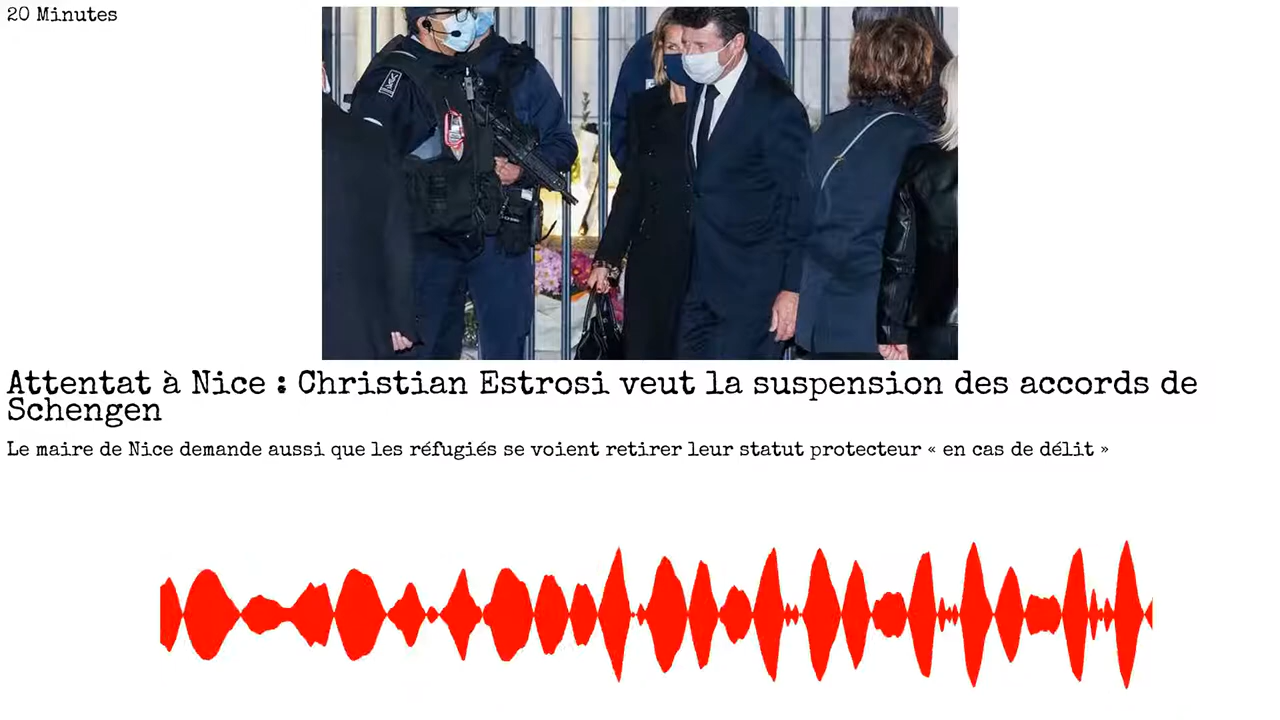 20 Minutes
Attentat à Nice : Christian Estrosi veut la suspension des accords de
Schengen
Le maire de Nice demande aussi que les réfugiés se voient retirer leur statut protecteur « en cas de délit »